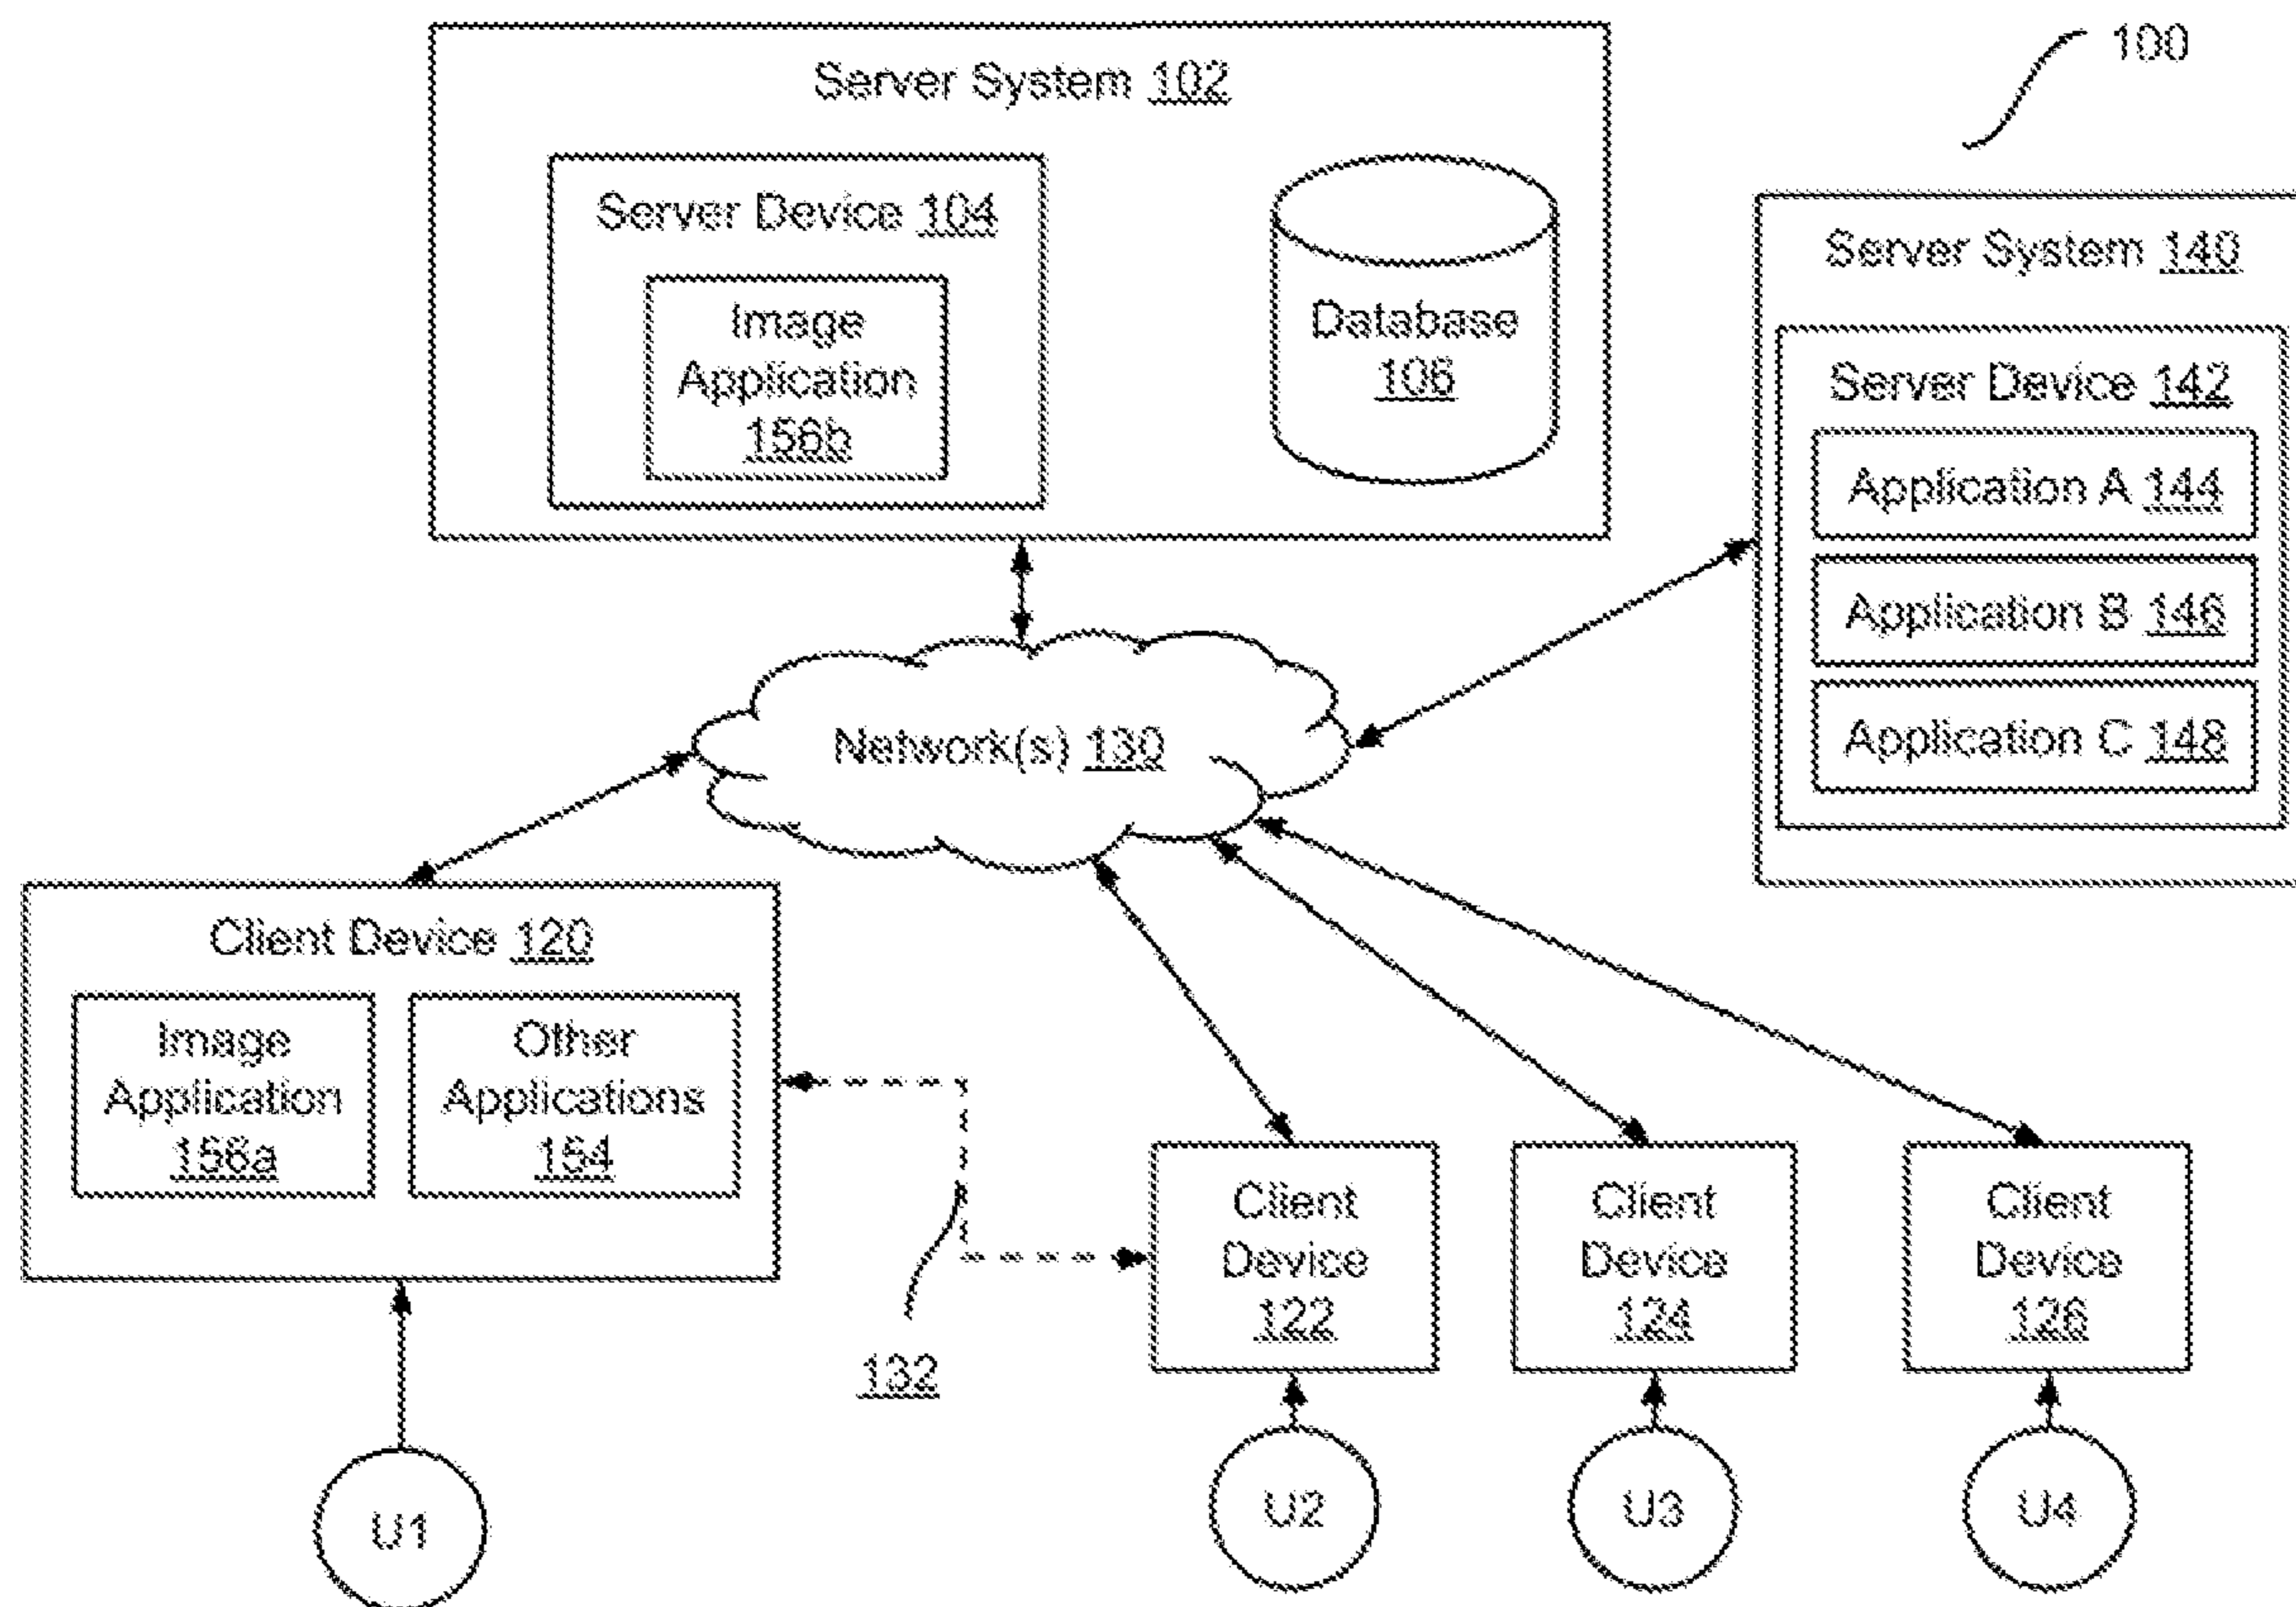 100
Server System 102
Server Device 104
Image
Application
156b
Database
106
Server System 140
Server Device 142
Application A 144
Application B 146
Application C 148
Network(s) 130
Client Device 120
Image
Application
156a
Other
Applications
154
132
Client
Device
122
Client
Device
124
Client
Device
126
U1
U2
U3
U4